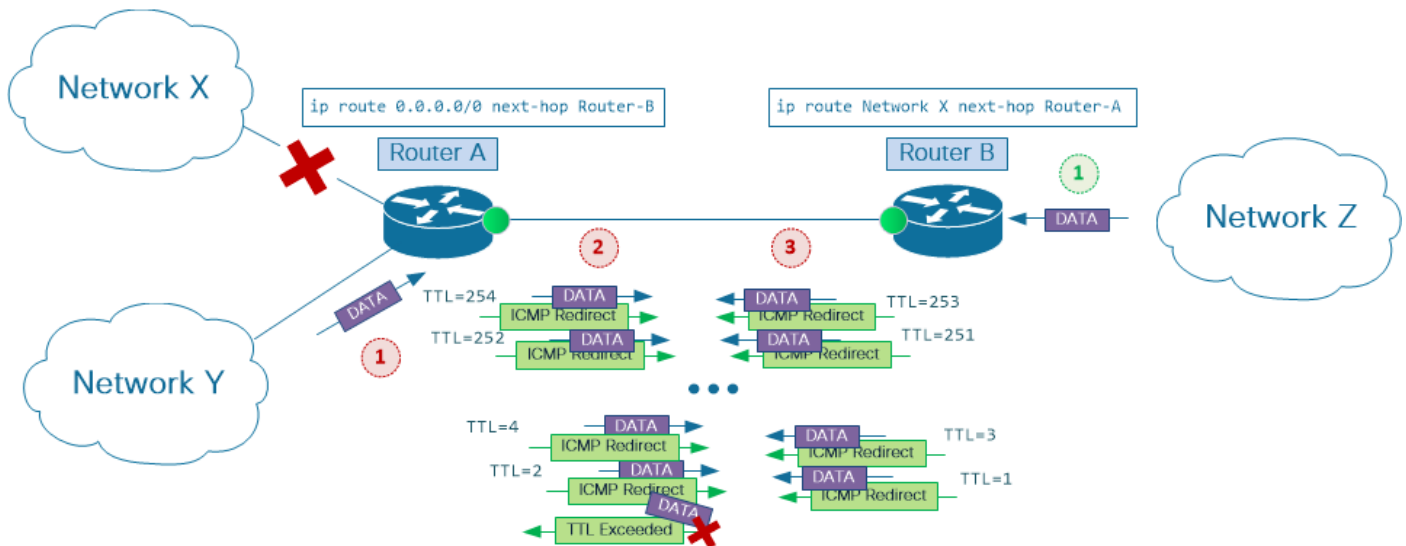 Network X
ip route 0.0.0.0/0 next-hop Router-B
ip route Network X next-hop Router-A
Router A
Router B
1
DATA
Network Z
2
3
DATA
1
Network Y
TTL=254
DATA
ICMP Redirect
TTL=252
DATA
ICMP Redirect
DATA
TTL=253
ICMP Redirect
DATA
TTL=251
ICMP Redirect
TTL=4
DATA
ICMP Redirect
TTL=2
DATA
ICMP Redirect
DATA
TTL Exceeded
DATA
TTL=3
ICMP Redirect
DATA
TTL=1
ICMP Redirect